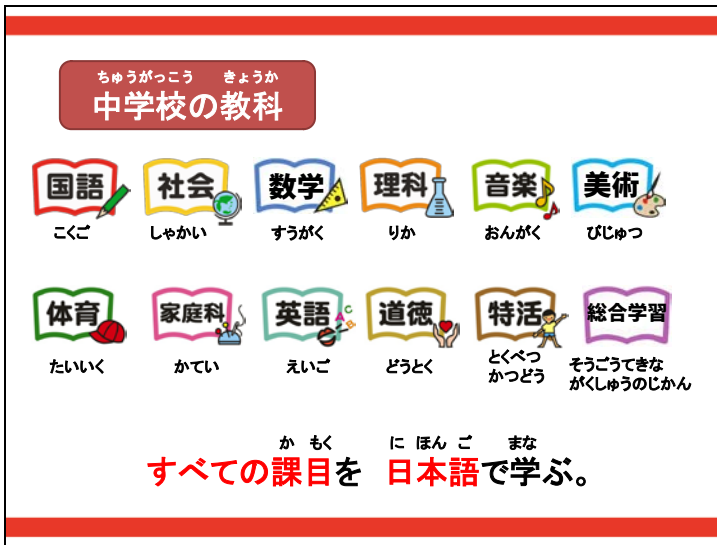 ちゅうがっこう きょうか
中学校の教科
国語 社会 数学 理科 音楽 美術
こくご しゃかい すうがく りか おんがく びじゅつ
体育 家庭科 英語 道徳 特活 総合学習
A B C
たいいく かてい えいご どうとく とくべつ かつどう そうごうてきな がくしゅうのじかん
か もく に ほん ご まな
すべての課目を 日本語で学ぶ。